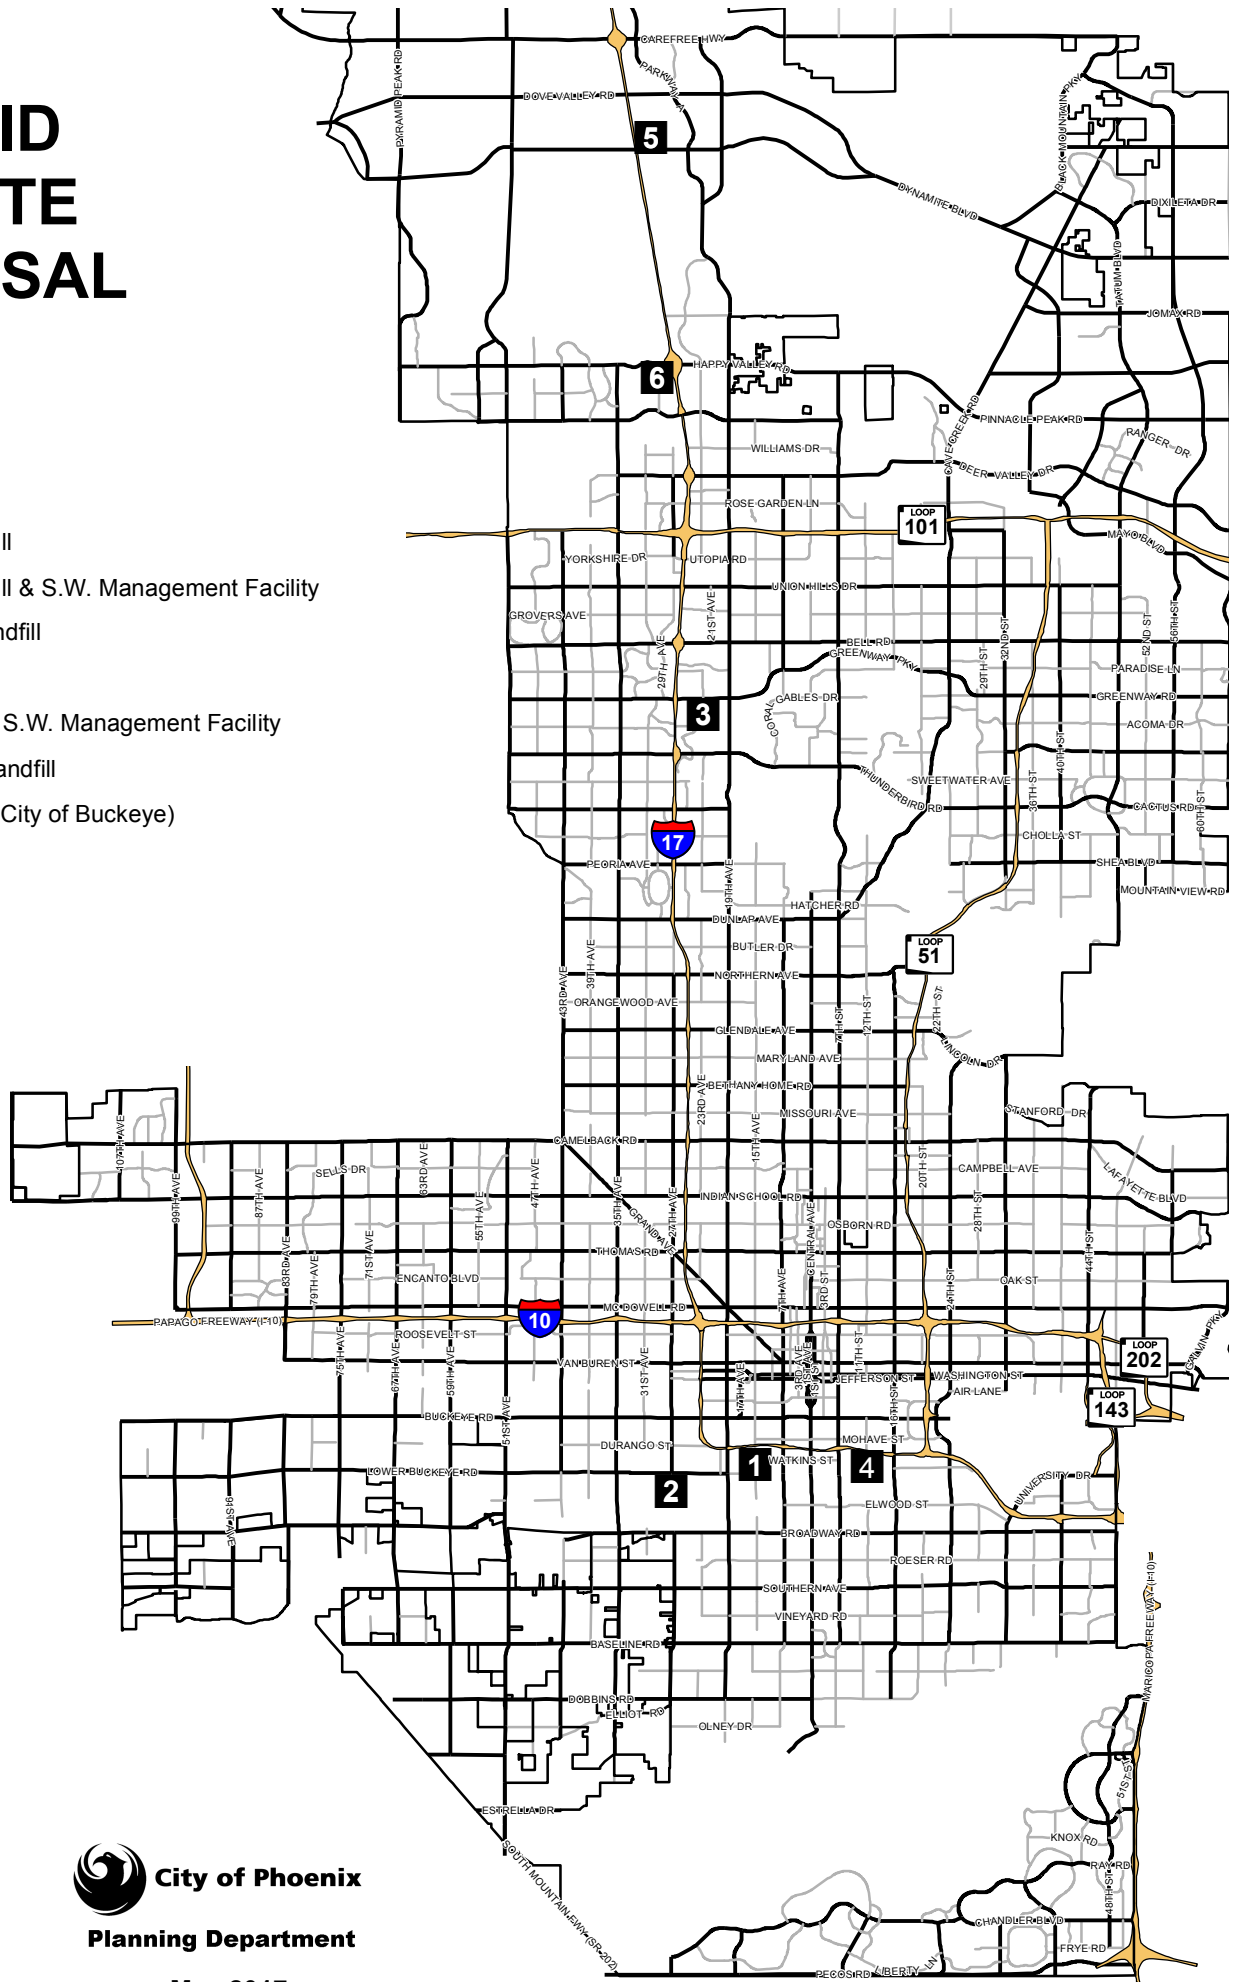 ID
TE
SAL
ll
ll & S.W. Management Facility
ndfill
S.W. Management Facility
andfill
(City of Buckeye)
CAREFREE HWY
PARKWAY A
PYRAMID PEAK RD
DOVE VALLEY RD
5
BLACK MOUNTAIN PKY
DYNAMITE BLVD
DIXILETA DR
TATUM BLVD
JOMAX RD
6
HAPPY VALLEY RD
CAVE CREEK RD
PINNACLE PEAK RD
RANGER DR
WILLIAMS DR
DEER VALLEY DR
ROSE GARDEN LN
LOOP
101
MAYO BLVD
YORKSHIRE DR
UTOPIA RD
UNION HILLS DR
GROVERS AVE
21ST AVE
29TH AVE
BELL RD
GREENWAY PKY
29TH ST
32ND ST
52ND ST
56TH ST
PARADISE LN
GREENWAY RD
3
CORAL
GABLES DR
ACOMA DR
40TH ST
THUNDERBIRD RD
SWEETWATER AVE
36TH ST
CACTUS RD
60TH ST
17
CHOLLA ST
PEORIA AVE
SHEA BLVD
19TH AVE
MOUNTAIN VIEW RD
HATCHER RD
DUNLAP AVE
BUTLER DR
LOOP
51
39TH AVE
43RD AVE
NORTHERN AVE
ORANGEWOOD AVE
7TH ST
12TH ST
22TH ST
GLENDALE AVE
LINCOLN DR
MARYLAND AVE
23RD AVE
BETHANY HOME RD
MISSOURI AVE
STANFORD DR
15TH AVE
107TH AVE
CAMELBACK RD
SELLS DR
63RD AVE
47TH AVE
20TH ST
CAMPBELL AVE
LAFAYETTE BLVD
99TH AVE
87TH AVE
55TH AVE
35TH AVE
27TH AVE
INDIAN SCHOOL RD
28TH ST
GRAND AVE
CENTRAL AVE
OSBORN RD
83RD AVE
79TH AVE
71ST AVE
THOMAS RD
44TH ST
ENCANTO BLVD
7TH AVE
3RD ST
24TH ST
OAK ST
MC DOWELL RD
PAPAGO FREEWAY (I-10)
10
ROOSEVELT ST
GALVIN PKY
LOOP
202
75TH AVE
67TH AVE
59TH AVE
VAN BUREN ST
31ST AVE
17TH AVE
3RD AVE
1ST AVE
1ST ST
11TH ST
JEFFERSON ST
WASHINGTON ST
AIR LANE
LOOP
143
BUCKEYE RD
51ST AVE
16TH ST
DURANGO ST
MOHAVE ST
LOWER BUCKEYE RD
1
WATKINS ST
4
2
UNIVERSITY DR
91ST AVE
ELWOOD ST
BROADWAY RD
ROESER RD
SOUTHERN AVE
VINEYARD RD
MARICOPA FREEWAY (I-10)
BASELINE RD
DOBBINS RD
ELLIOT RD
OLNEY DR
51ST ST
ESTRELLA DR
KNOX RD
SOUTH MOUNTAIN FWY (SR-202)
RAY RD
48TH ST
CHANDLER BLVD
FRYE RD
LIBERTY LN
PECOS RD
City of Phoenix
Planning Department